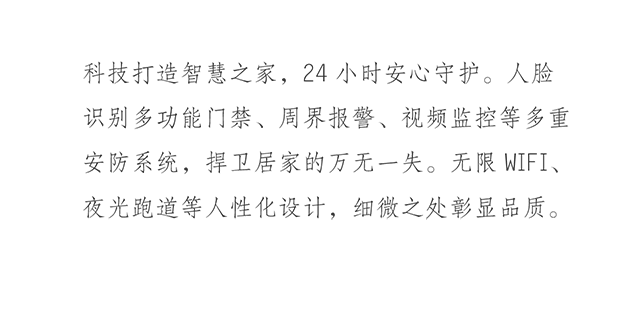 科技打造智慧之家，24 小时安心守护。人脸
识别多功能门禁、周界报警、视频监控等多重
安防系统，捍卫居家的万无一失。无限 WIFI、
夜光跑道等人性化设计，细微之处彰显品质。